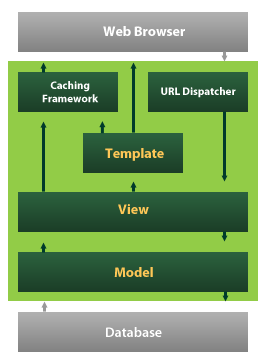 Web Browser
Caching
Framework
URL Dispatcher
Template
View
Model
Database